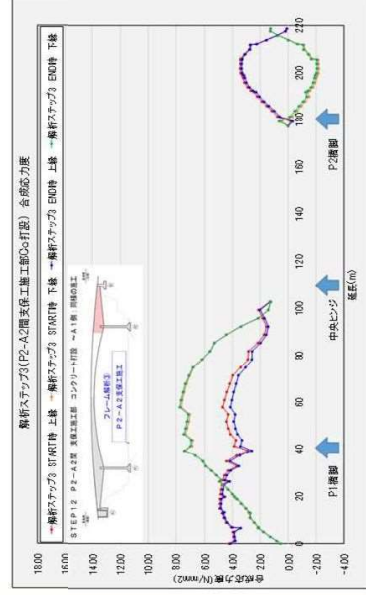 解析ステップ3(P2-A2間支保工施工部Co打設) 合成応力度
解析ステップ3 START時 上縁
解析ステップ3 START時 下縁
解析ステップ3 END時 上縁
解析ステップ3 END時 下縁
STEP12 P2-A2間 支保工施工部 コンクリート打設 ~A1側:同様の施工
フレーム解析③
P2-A2支保工施工
合成応力度(N/mm2)
18.00
16.00
14.00
12.00
10.00
8.00
6.00
4.00
2.00
0.00
-2.00
-4.00
0
20
40
60
80
100
120
140
160
180
200
220
延長(m)
P1橋脚
中央ヒンジ
P2橋脚